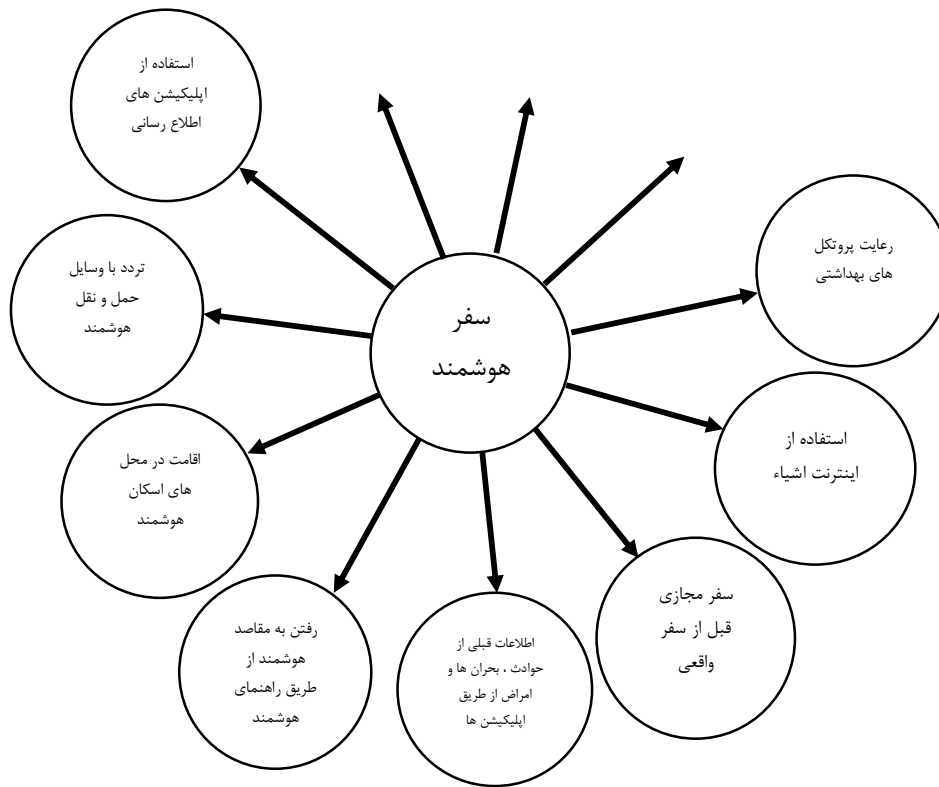 سفر
هوشمند
استفاده از
اپلیکیشن های
اطلاع رسانی
تردد با وسایل
حمل و نقل
هوشمند
اقامت در محل
های اسکان
هوشمند
رفتن به مقاصد
هوشمند از
طریق راهنمای
هوشمند
اطلاعات قبلی از
حوادث ، بحران ها و
امراض از طریق
اپلیکیشن ها
سفر مجازی
قبل از سفر
واقعی
استفاده از
اینترنت اشیاء
رعایت پروتکل
های بهداشتی